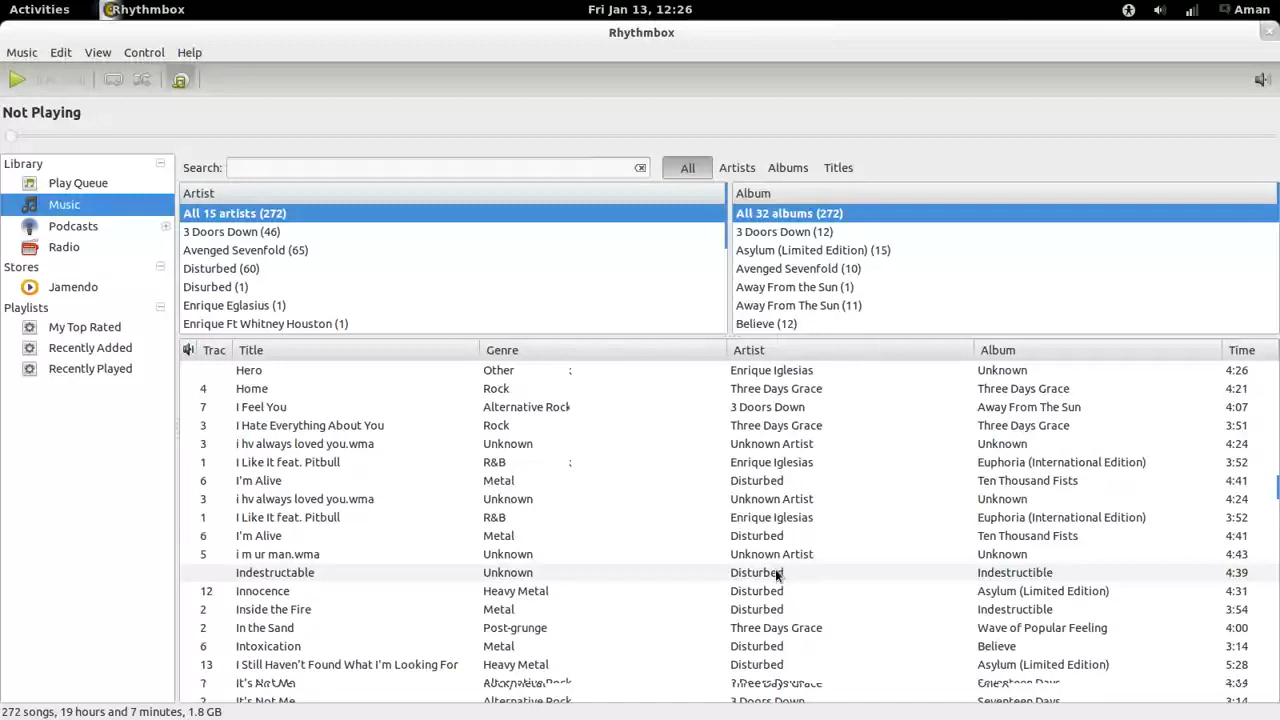 Activities Rhythmbox Fri Jan 13, 12:26 Aman
Rhythmbox
Music Edit View Control Help
Not Playing
Library
Play Queue
Music
Podcasts
Radio
Stores
Jamendo
Playlists
My Top Rated
Recently Added
Recently Played
Search: All Artists Albums Titles
Artist
All 15 artists (272)
3 Doors Down (46)
Avenged Sevenfold (65)
Disturbed (60)
Disurbed (1)
Enrique Eglasius (1)
Enrique Ft Whitney Houston (1)
Album
All 32 albums (272)
3 Doors Down (12)
Asylum (Limited Edition) (15)
Avenged Sevenfold (10)
Away From the Sun (1)
Away From The Sun (11)
Believe (12)
Trac Title Genre Artist Album Time
Hero Other Enrique Iglesias Unknown 4:26
4 Home Rock Three Days Grace Three Days Grace 4:21
7 I Feel You Alternative Rock 3 Doors Down Away From The Sun 4:07
3 I Hate Everything About You Rock Three Days Grace Three Days Grace 3:51
3 i hv always loved you.wma Unknown Unknown Artist Unknown 4:24
1 I Like It feat. Pitbull R&B Enrique Iglesias Euphoria (International Edition) 3:52
6 I'm Alive Metal Disturbed Ten Thousand Fists 4:41
3 i hv always loved you.wma Unknown Unknown Artist Unknown 4:24
1 I Like It feat. Pitbull R&B Enrique Iglesias Euphoria (International Edition) 3:52
6 I'm Alive Metal Disturbed Ten Thousand Fists 4:41
5 i m ur man.wma Unknown Unknown Artist Unknown 4:43
Indestructable Unknown Disturbed Indestructible 4:39
12 Innocence Heavy Metal Disturbed Asylum (Limited Edition) 4:31
2 Inside the Fire Metal Disturbed Indestructible 3:54
2 In the Sand Post-grunge Three Days Grace Wave of Popular Feeling 4:00
6 Intoxication Metal Disturbed Believe 3:14
13 I Still Haven't Found What I'm Looking For Heavy Metal Disturbed Asylum (Limited Edition) 5:28
It's Not Me Alternative Rock 3 Doors Down Seventeen Days 3:14
272 songs, 19 hours and 7 minutes, 1.8 GB